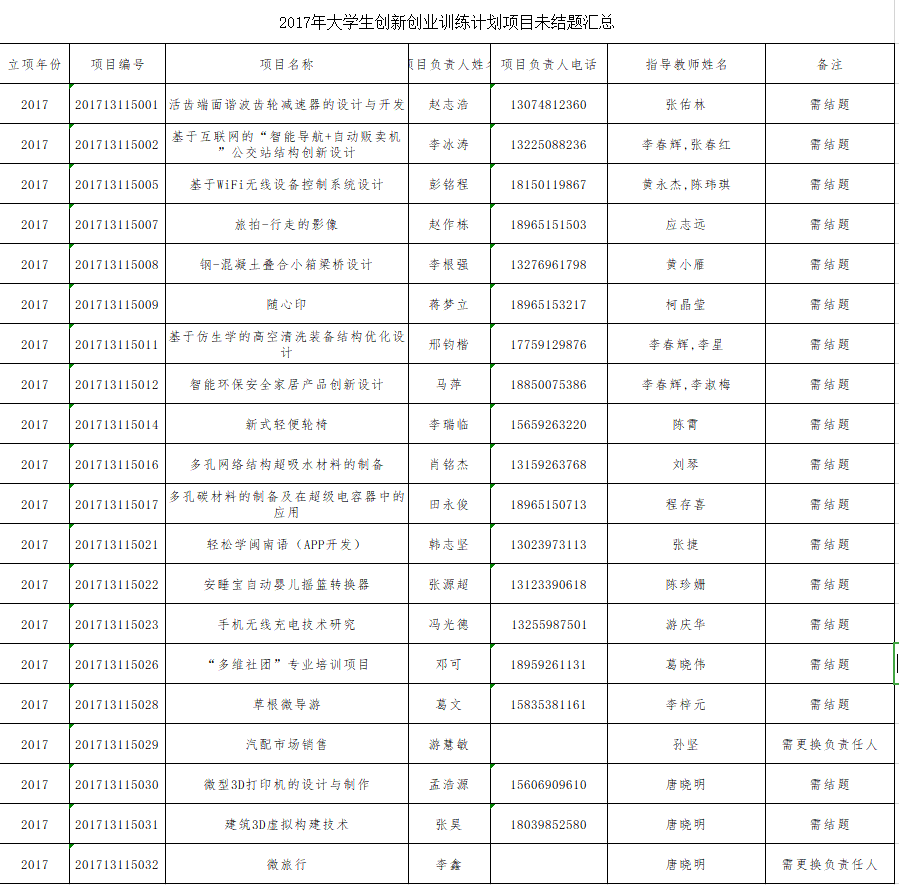 2017年大学生创新创业训练计划项目未结题汇总
立项年份 项目编号 项目名称 项目负责人姓名 项目负责人电话 指导教师姓名 备注
2017 201713115001 活齿端面谐波齿轮减速器的设计与开发 赵志浩 13074812360 张佑林 需结题
2017 201713115002 基于互联网的“智能导航+自动贩卖机
”公交站结构创新设计 李冰涛 13225088236 李春辉,张春红 需结题
2017 201713115005 基于WiFi无线设备控制系统设计 彭铭程 18150119867 黄永杰,陈玮琪 需结题
2017 201713115007 旅拍-行走的影像 赵作栋 18965151503 应志远 需结题
2017 201713115008 钢-混凝土叠合小箱梁桥设计 李根强 13276961798 黄小雁 需结题
2017 201713115009 随心印 蒋梦立 18965153217 柯晶莹 需结题
2017 201713115011 基于仿生学的高空清洗装备结构优化设
计 邢钧楷 17759129876 李春辉,李星 需结题
2017 201713115012 智能环保安全家居产品创新设计 马萍 18850075386 李春辉,李淑梅 需结题
2017 201713115014 新式轻便轮椅 李瑞临 15659263220 陈霄 需结题
2017 201713115016 多孔网络结构超吸水材料的制备 肖铭杰 13159263768 刘琴 需结题
2017 201713115017 多孔碳材料的制备及在超级电容器中的
应用 田永俊 18965150713 程存喜 需结题
2017 201713115021 轻松学闽南语（APP开发） 韩志坚 13023973113 张捷 需结题
2017 201713115022 安睡宝自动婴儿摇篮转换器 张源超 13123390618 陈珍姗 需结题
2017 201713115023 手机无线充电技术研究 冯光德 13255987501 游庆华 需结题
2017 201713115026 “多维社团”专业培训项目 邓可 18959261131 葛晓伟 需结题
2017 201713115028 草根微导游 葛文 15835381161 李梓元 需结题
2017 201713115029 汽配市场销售 游慧敏 孙坚 需更换负责任人
2017 201713115030 微型3D打印机的设计与制作 孟浩源 15606909610 唐晓明 需结题
2017 201713115031 建筑3D虚拟构建技术 张昊 18039852580 唐晓明 需结题
2017 201713115032 微旅行 李鑫 唐晓明 需更换负责任人